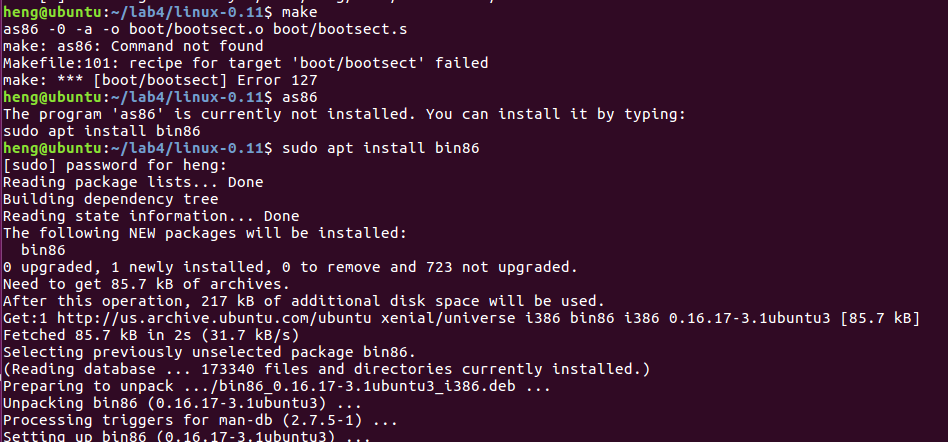 heng@ubuntu:~/lab4/linux-0.11$ make
as86 -0 -a -o boot/bootsect.o boot/bootsect.s
make: as86: Command not found
Makefile:101: recipe for target 'boot/bootsect' failed
make: *** [boot/bootsect] Error 127
heng@ubuntu:~/lab4/linux-0.11$ as86
The program 'as86' is currently not installed. You can install it by typing:
sudo apt install bin86
heng@ubuntu:~/lab4/linux-0.11$ sudo apt install bin86
[sudo] password for heng:
Reading package lists... Done
Building dependency tree
Reading state information... Done
The following NEW packages will be installed:
  bin86
0 upgraded, 1 newly installed, 0 to remove and 723 not upgraded.
Need to get 85.7 kB of archives.
After this operation, 217 kB of additional disk space will be used.
Get:1 http://us.archive.ubuntu.com/ubuntu xenial/universe i386 bin86 i386 0.16.17-3.1ubuntu3 [85.7 kB]
Fetched 85.7 kB in 2s (31.7 kB/s)
Selecting previously unselected package bin86.
(Reading database ... 173340 files and directories currently installed.)
Preparing to unpack .../bin86_0.16.17-3.1ubuntu3_i386.deb ...
Unpacking bin86 (0.16.17-3.1ubuntu3) ...
Processing triggers for man-db (2.7.5-1) ...
Setting up bin86 (0.16.17-3.1ubuntu3) ...